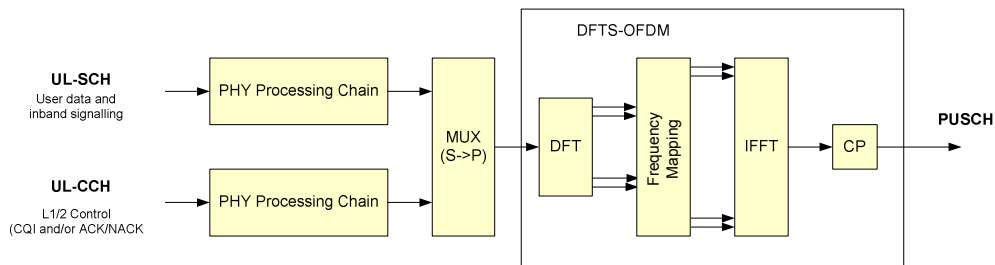 DFTS-OFDM
UL-SCH
User data and
inband signalling
PHY Processing Chain
MUX
(S->P)
DFT
Frequency
Mapping
IFFT
CP
PUSCH
UL-CCH
L1/2 Control
(CQI and/or ACK/NACK
PHY Processing Chain